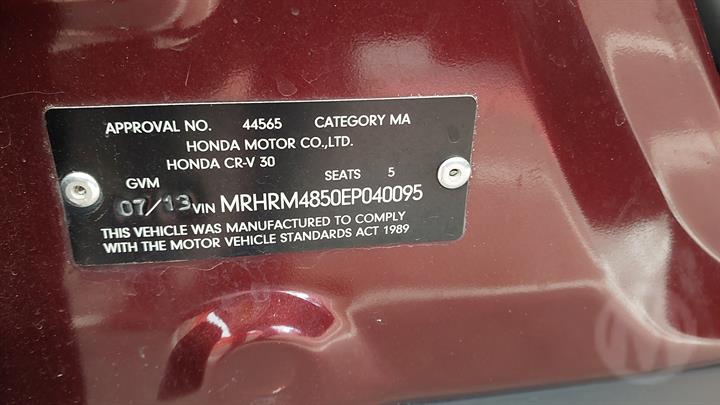 APPROVAL NO. 44565 CATEGORY MA
HONDA MOTOR CO.,LTD.
HONDA CR-V 30
GVM SEATS 5
07/13 VIN MRHRM4850EP040095
THIS VEHICLE WAS MANUFACTURED TO COMPLY
WITH THE MOTOR VEHICLE STANDARDS ACT 1989
M